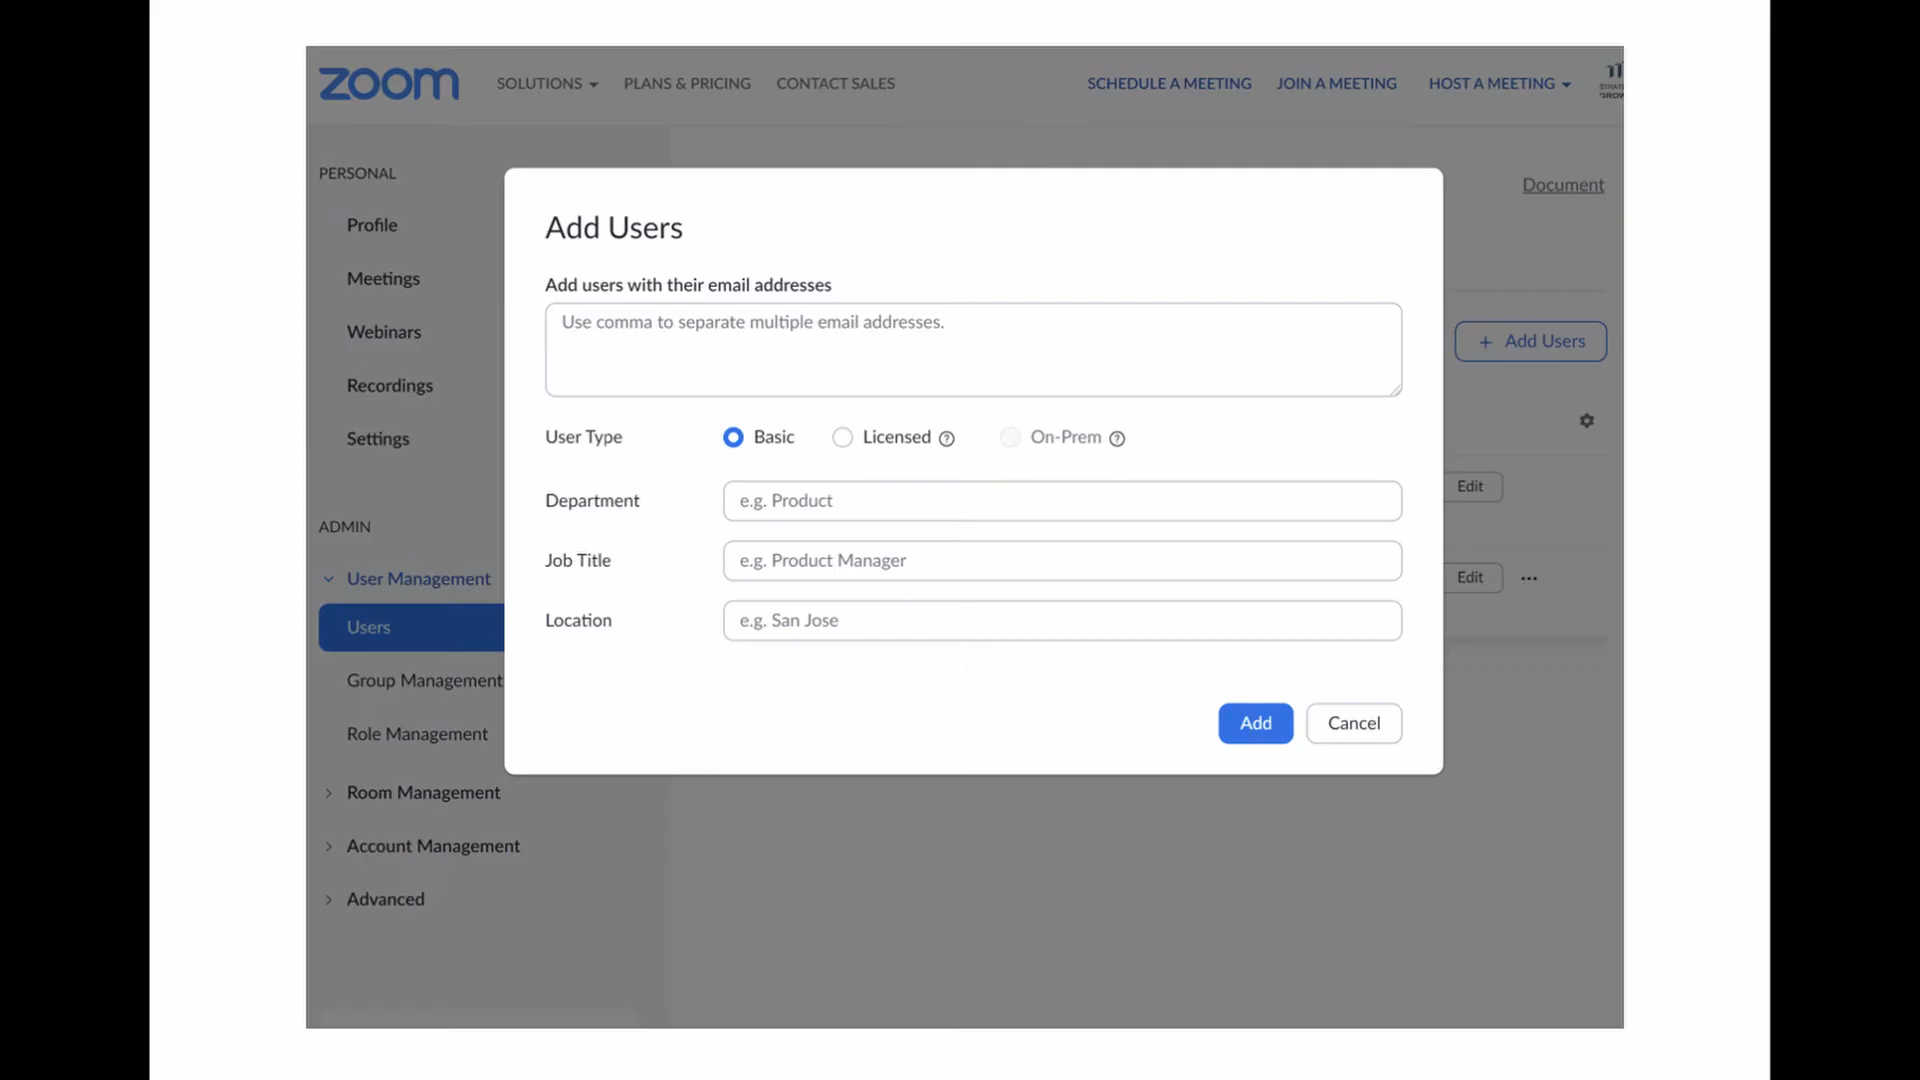 zoom SOLUTIONS PLANS & PRICING CONTACT SALES SCHEDULE A MEETING JOIN A MEETING HOST A MEETING
PERSONAL
Profile
Meetings
Webinars
Recordings
Settings
ADMIN
User Management
Users
Group Management
Role Management
Room Management
Account Management
Advanced
Document
+ Add Users
Edit
Edit
Add Users
Add users with their email addresses
Use comma to separate multiple email addresses.
User Type Basic Licensed ? On-Prem ?
Department e.g. Product
Job Title e.g. Product Manager
Location e.g. San Jose
Add Cancel